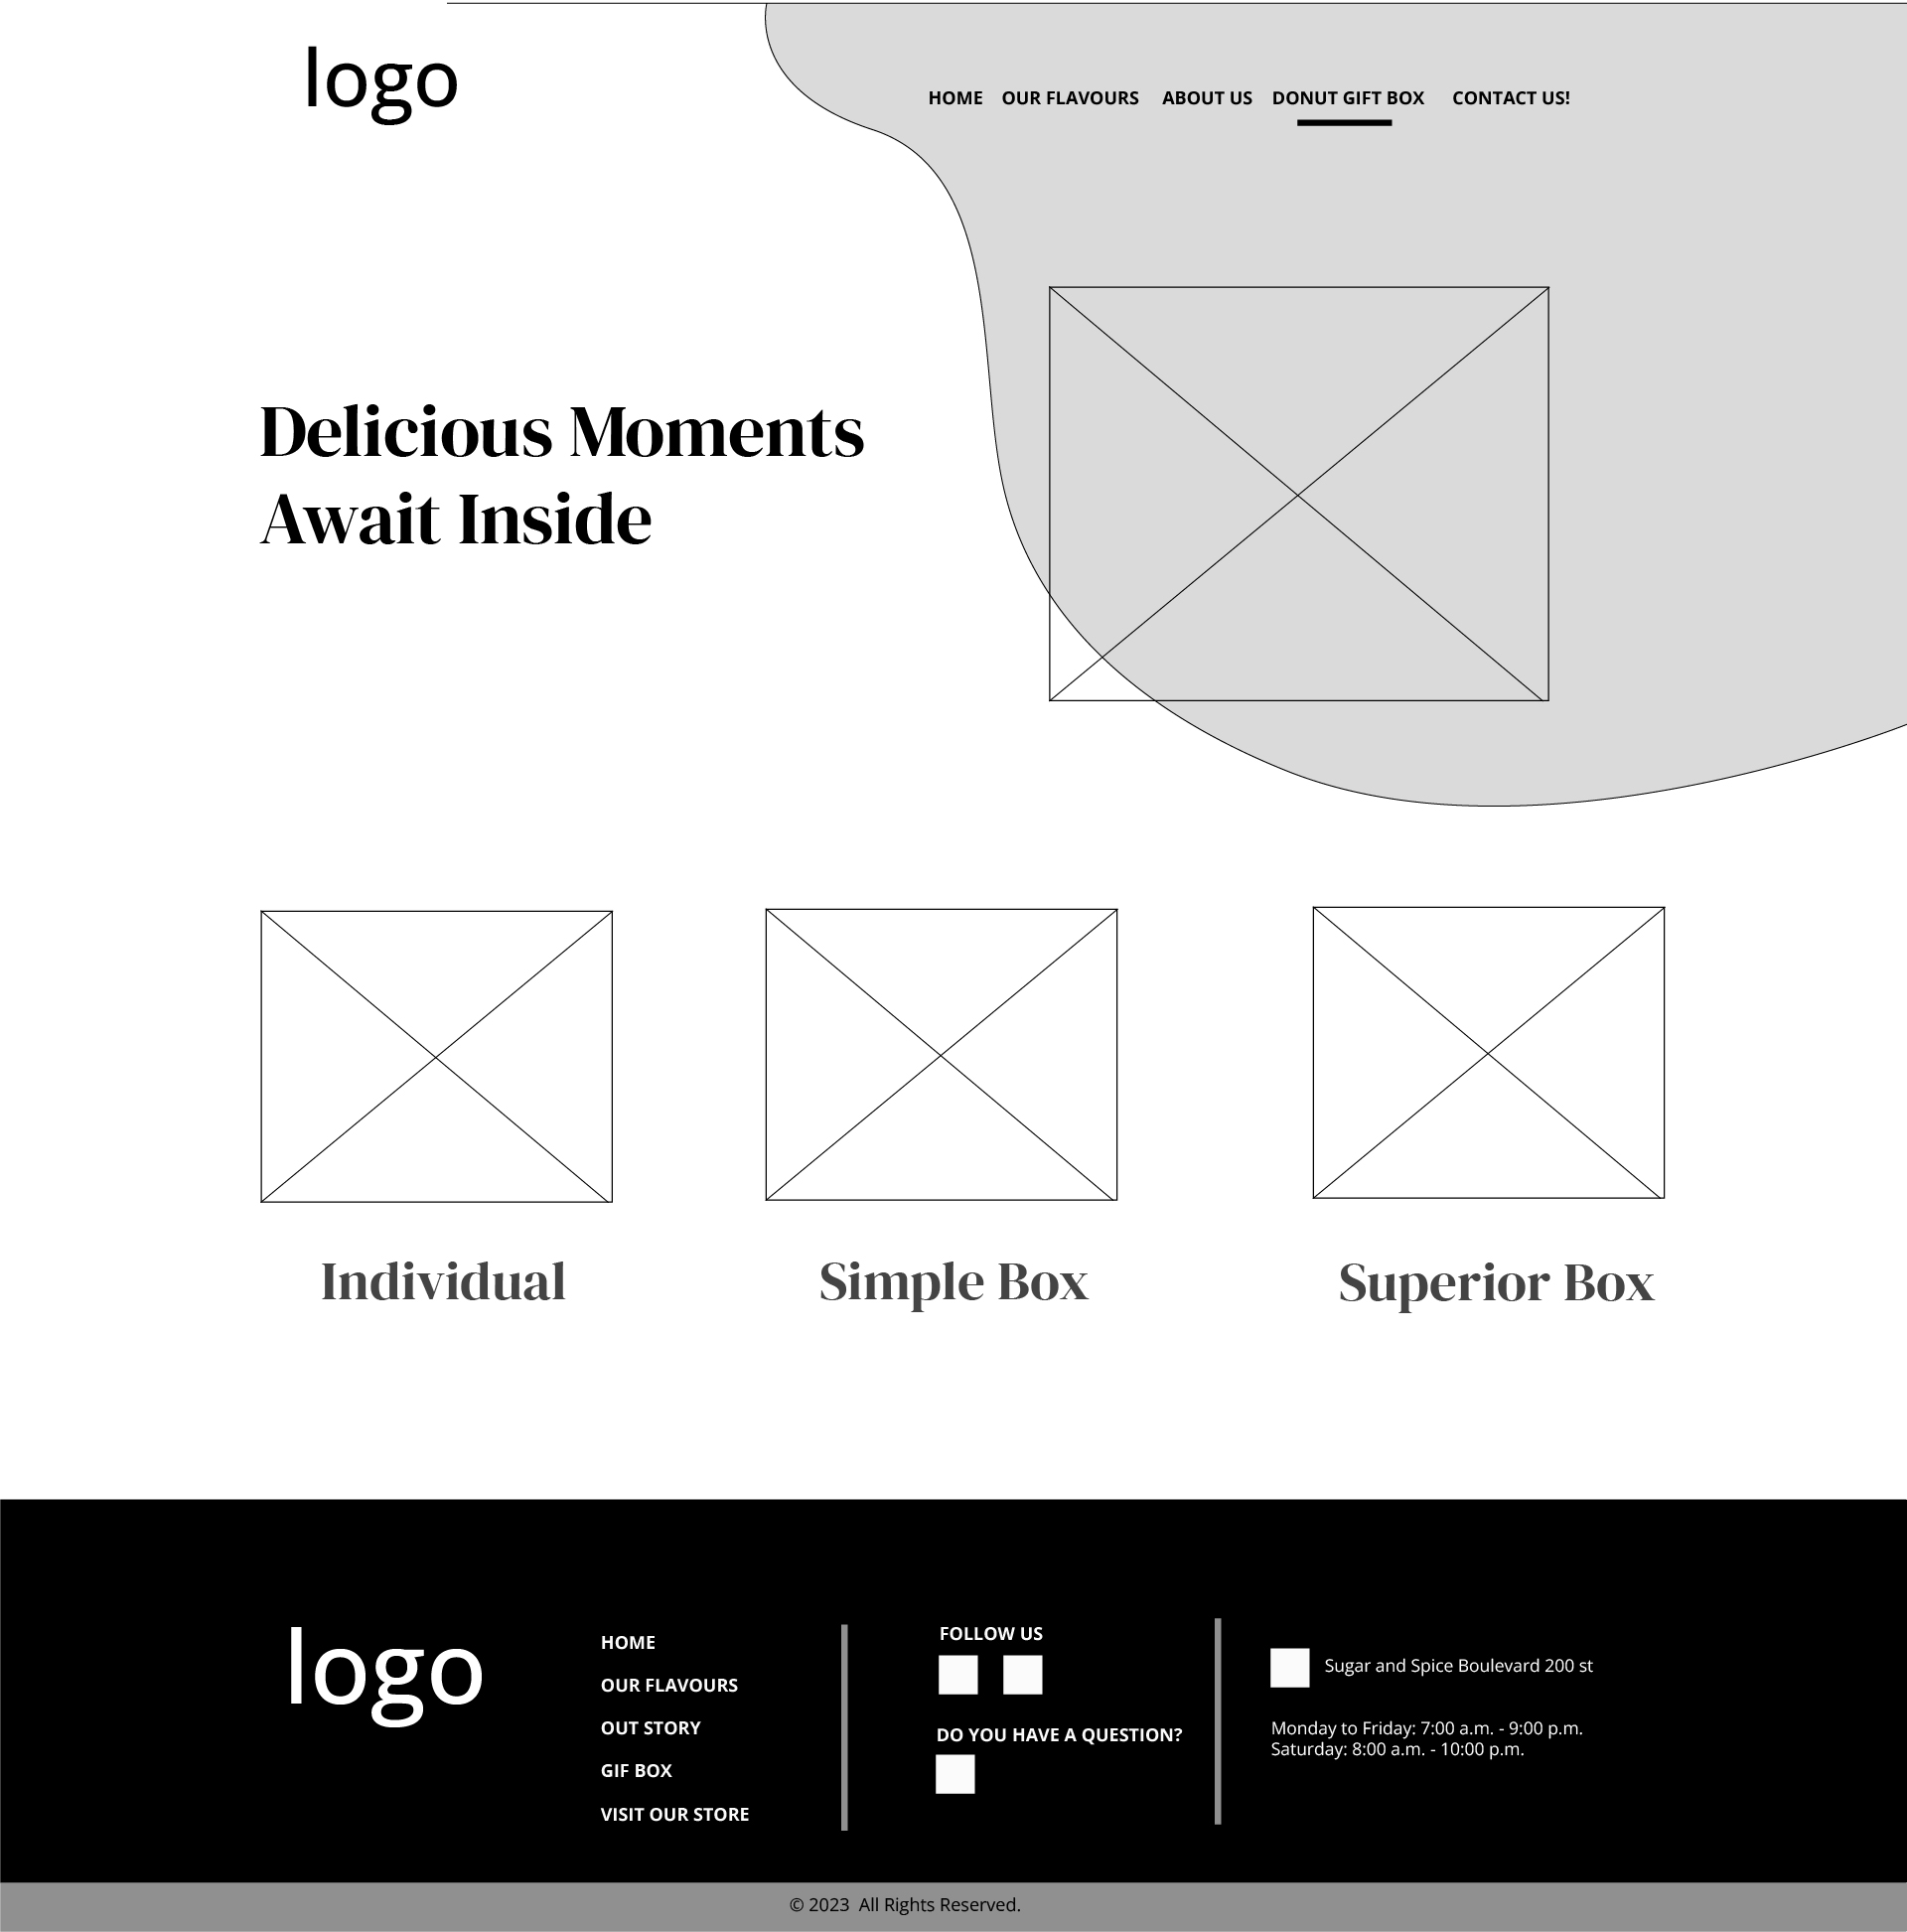 logo
HOME OUR FLAVOURS ABOUT US DONUT GIFT BOX CONTACT US!
Delicious Moments
Await Inside
Individual
Simple Box
Superior Box
logo
HOME
OUR FLAVOURS
OUT STORY
GIF BOX
VISIT OUR STORE
FOLLOW US
DO YOU HAVE A QUESTION?
Sugar and Spice Boulevard 200 st
Monday to Friday: 7:00 a.m. - 9:00 p.m.
Saturday: 8:00 a.m. - 10:00 p.m.
© 2023 All Rights Reserved.